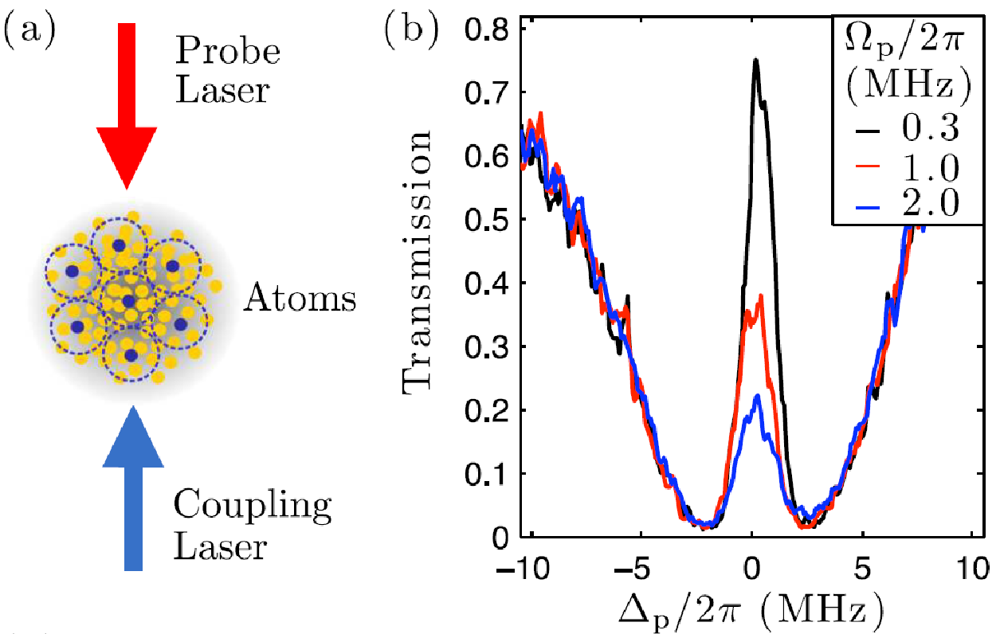 (a)
Probe
Laser
Atoms
Coupling
Laser
(b)
Transmission
0.8
0.7
0.6
0.5
0.4
0.3
0.2
0.1
0
−10
−5
0
5
10
Δp/2π (MHz)
Ωp/2π
(MHz)
0.3
1.0
2.0